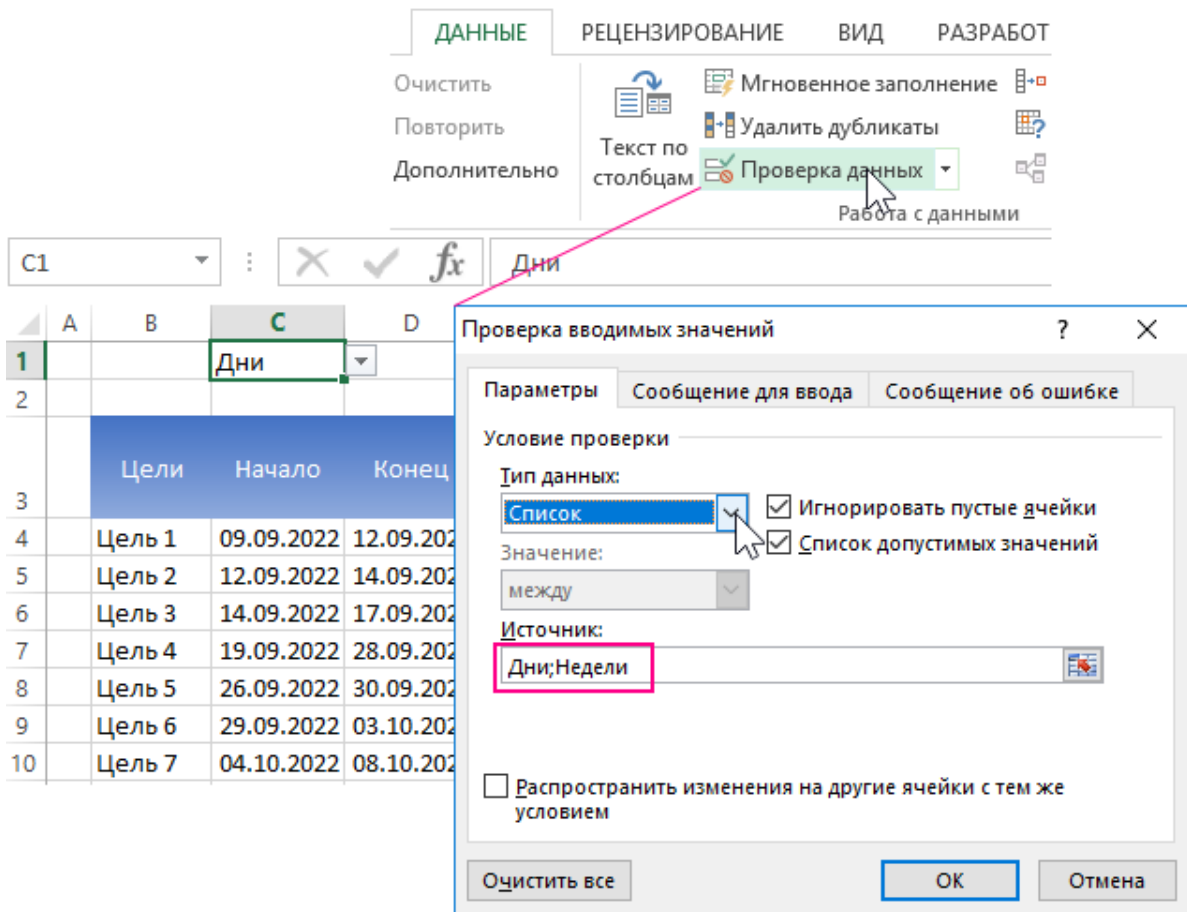 ДАННЫЕ РЕЦЕНЗИРОВАНИЕ ВИД РАЗРАБОТ
Очистить
Повторить
Дополнительно
Текст по
столбцам
Мгновенное заполнение
Удалить дубликаты
Проверка данных
Работа с данными
C1 fx Дни
A B C D
1 Дни
2
3 Цели Начало Конец
4 Цель 1 09.09.2022 12.09.202
5 Цель 2 12.09.2022 14.09.202
6 Цель 3 14.09.2022 17.09.202
7 Цель 4 19.09.2022 28.09.202
8 Цель 5 26.09.2022 30.09.202
9 Цель 6 29.09.2022 03.10.202
10 Цель 7 04.10.2022 08.10.202
Проверка вводимых значений ? ×
Параметры Сообщение для ввода Сообщение об ошибке
Условие проверки
Тип данных:
Список
Игнорировать пустые ячейки
Список допустимых значений
Значение:
между
Источник:
Дни;Недели
Распространить изменения на другие ячейки с тем же
условием
Очистить все ОК Отмена